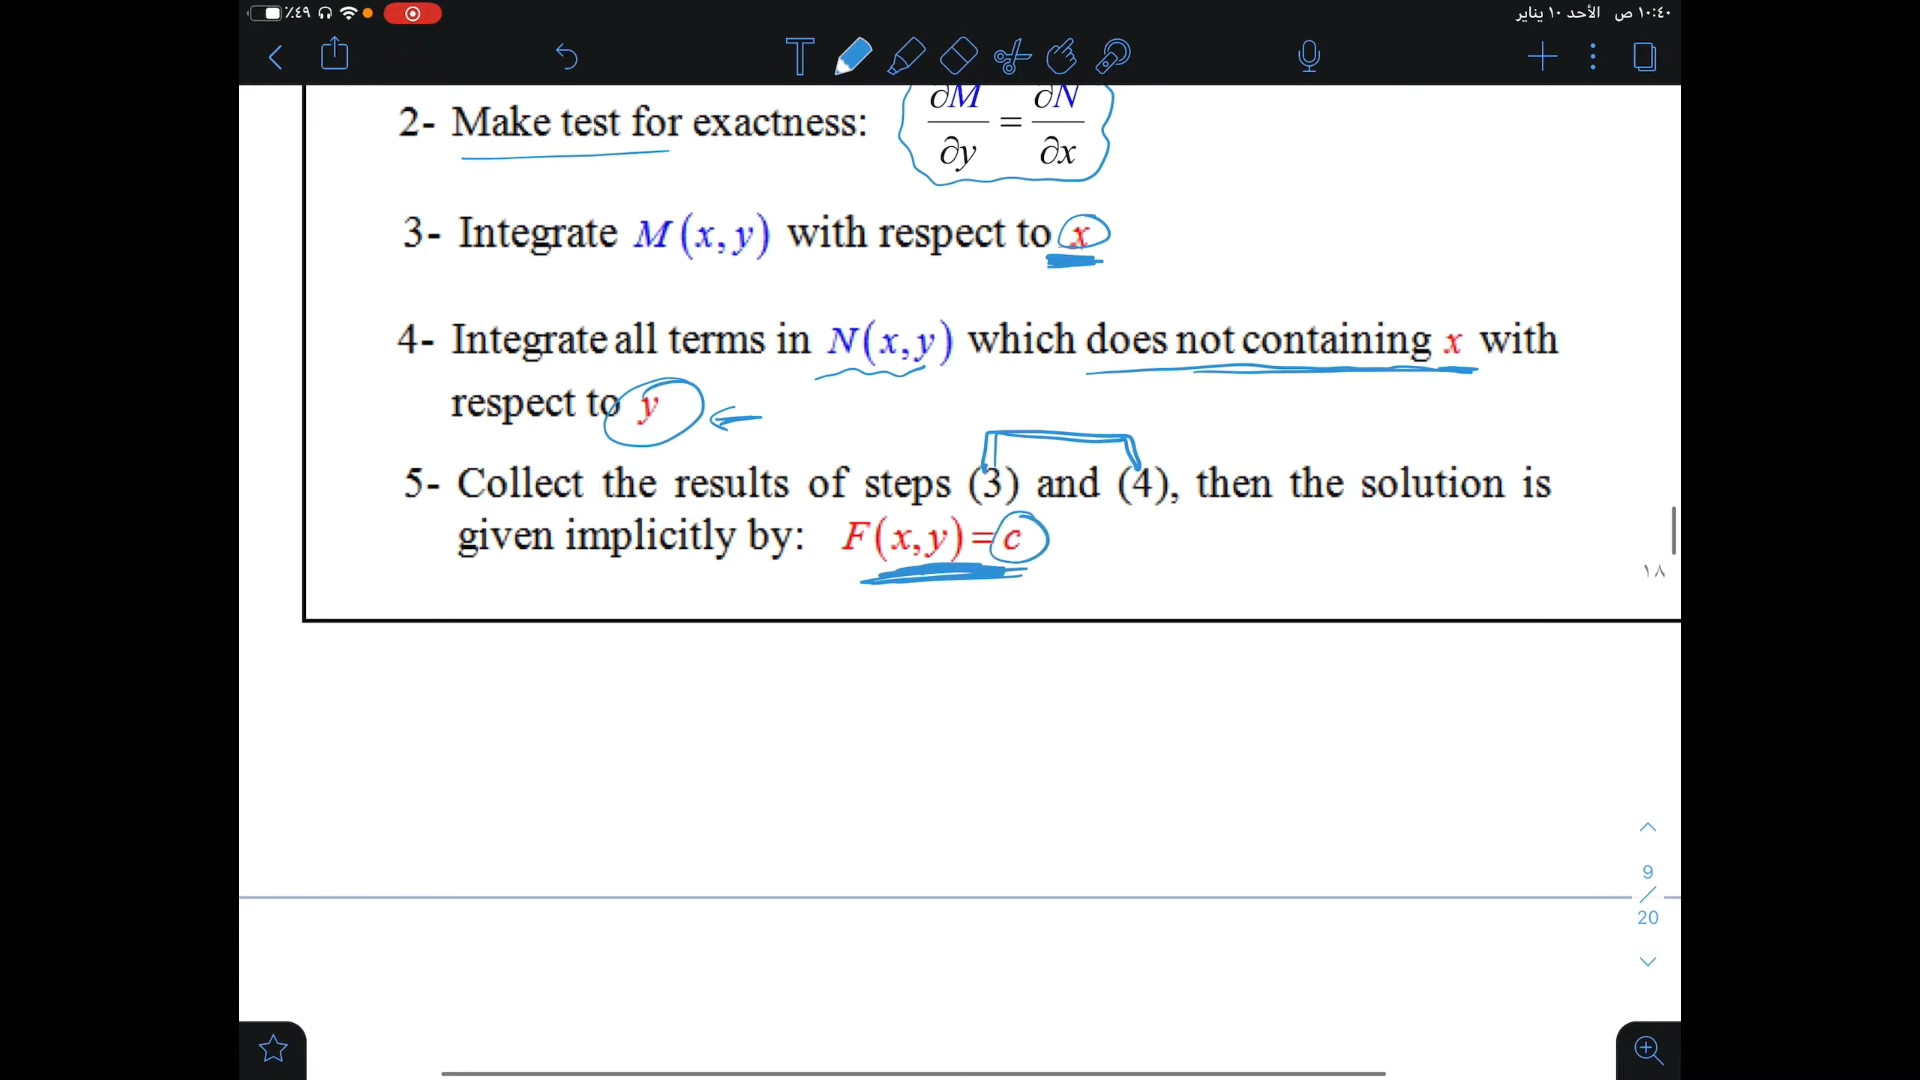 ٪٤٩
١٠:٤٠ ص الأحد ١٠ يناير
2- Make test for exactness: ∂M/∂y = ∂N/∂x
3- Integrate M(x,y) with respect to x
4- Integrate all terms in N(x,y) which does not containing x with
respect to y
5- Collect the results of steps (3) and (4), then the solution is
given implicitly by: F(x,y)=c
١٨
9
/
20